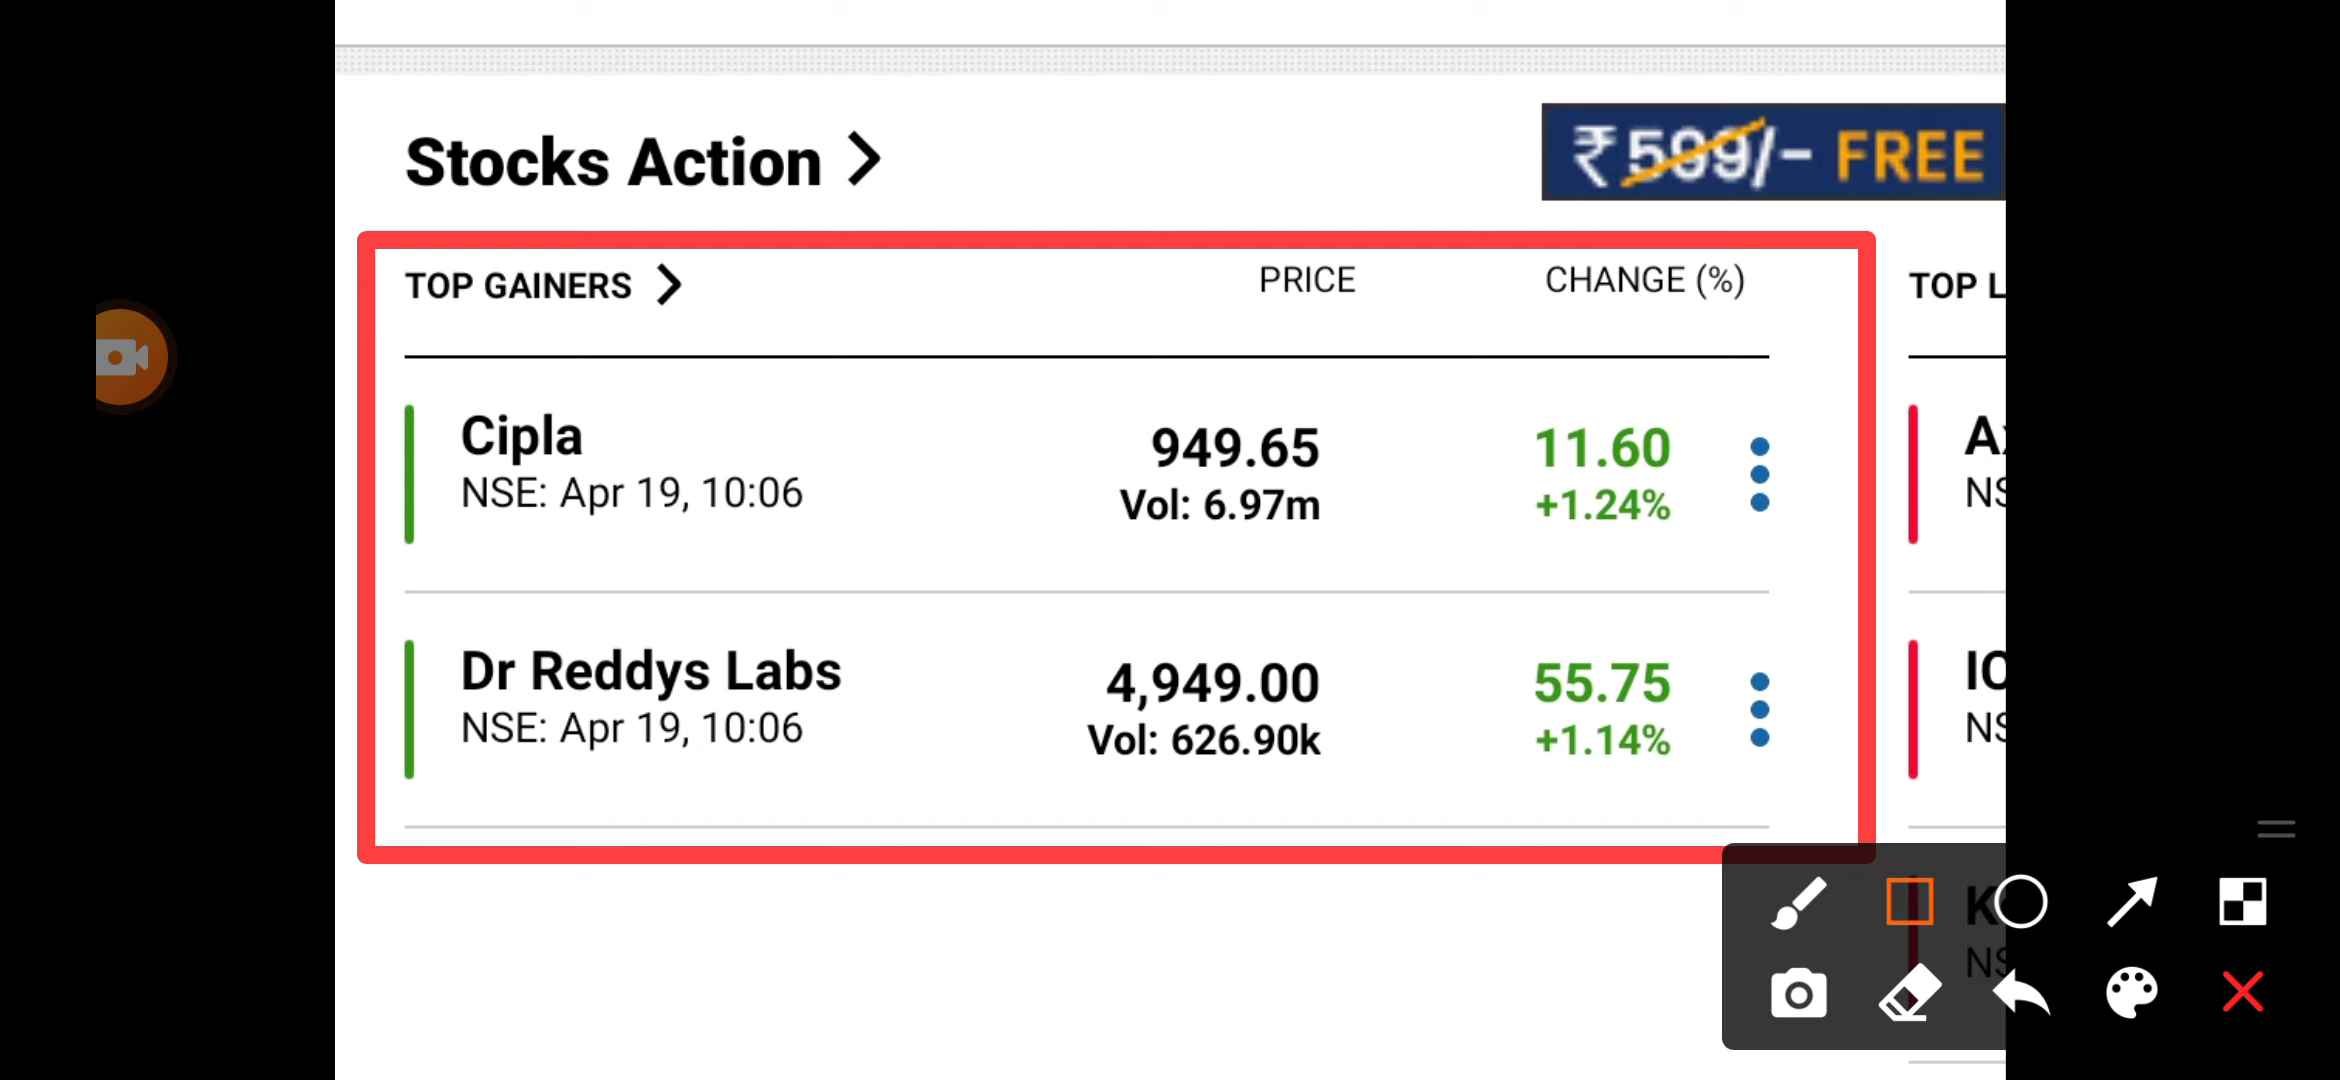 Stocks Action
₹599/- FREE
TOP GAINERS PRICE CHANGE (%)
Cipla 949.65 11.60
NSE: Apr 19, 10:06 Vol: 6.97m +1.24%
Dr Reddys Labs 4,949.00 55.75
NSE: Apr 19, 10:06 Vol: 626.90k +1.14%
TOP L